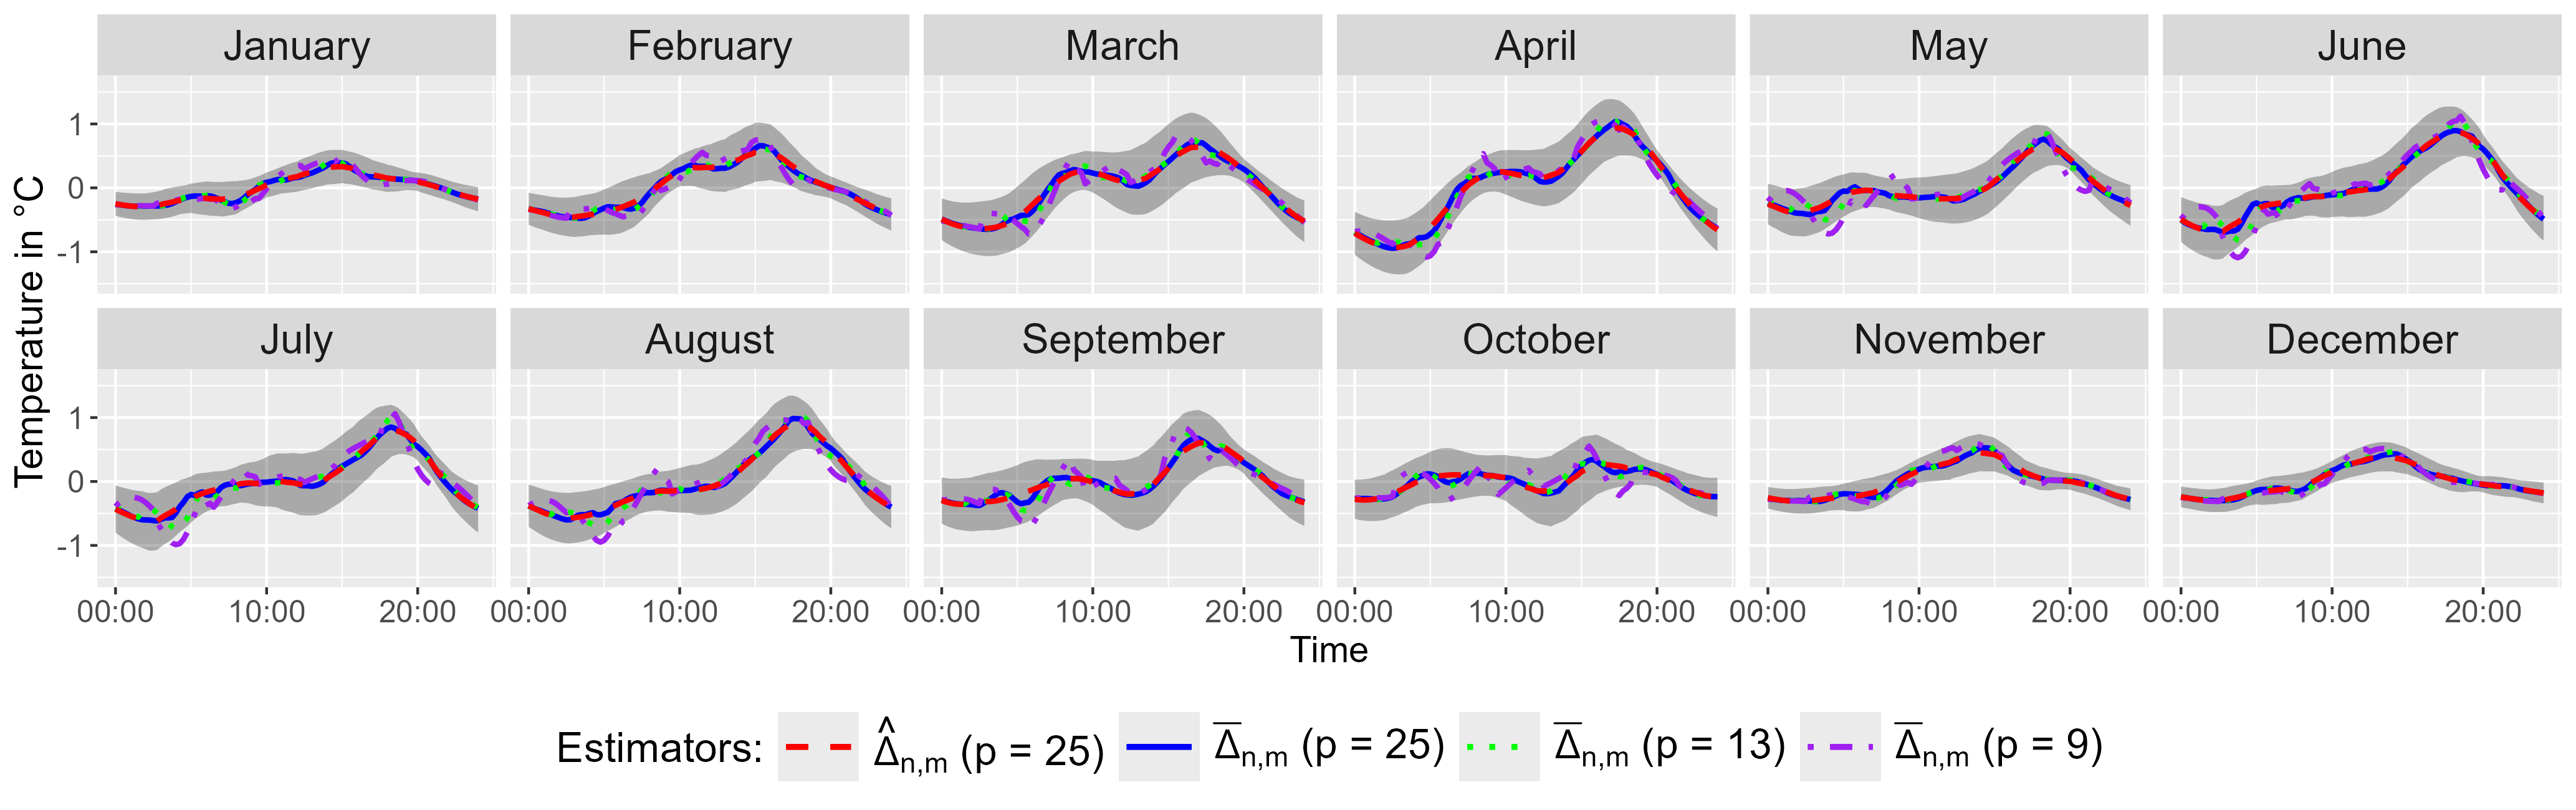 January February March April May June
1
0
-1
July August September October November December
1
0
-1
Temperature in °C
00:00 10:00 20:00 00:00 10:00 20:00 00:00 10:00 20:00 00:00 10:00 20:00 00:00 10:00 20:00 00:00 10:00 20:00
Time
Estimators: Δ̂n,m (p = 25) Δ̅n,m (p = 25) Δ̅n,m (p = 13) Δ̅n,m (p = 9)